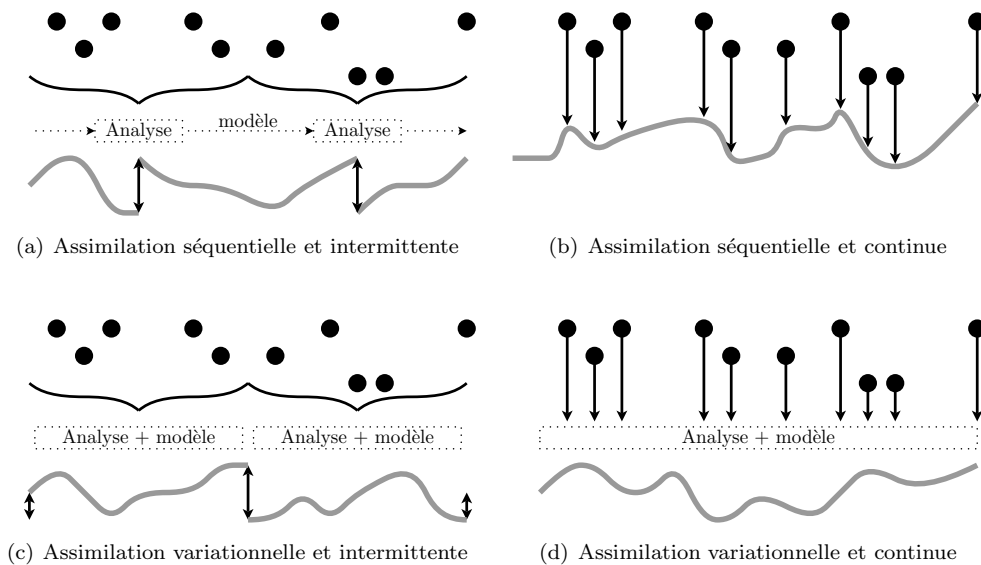 modèle
Analyse
Analyse
(a) Assimilation séquentielle et intermittente
(b) Assimilation séquentielle et continue
Analyse + modèle
Analyse + modèle
Analyse + modèle
(c) Assimilation variationnelle et intermittente
(d) Assimilation variationnelle et continue